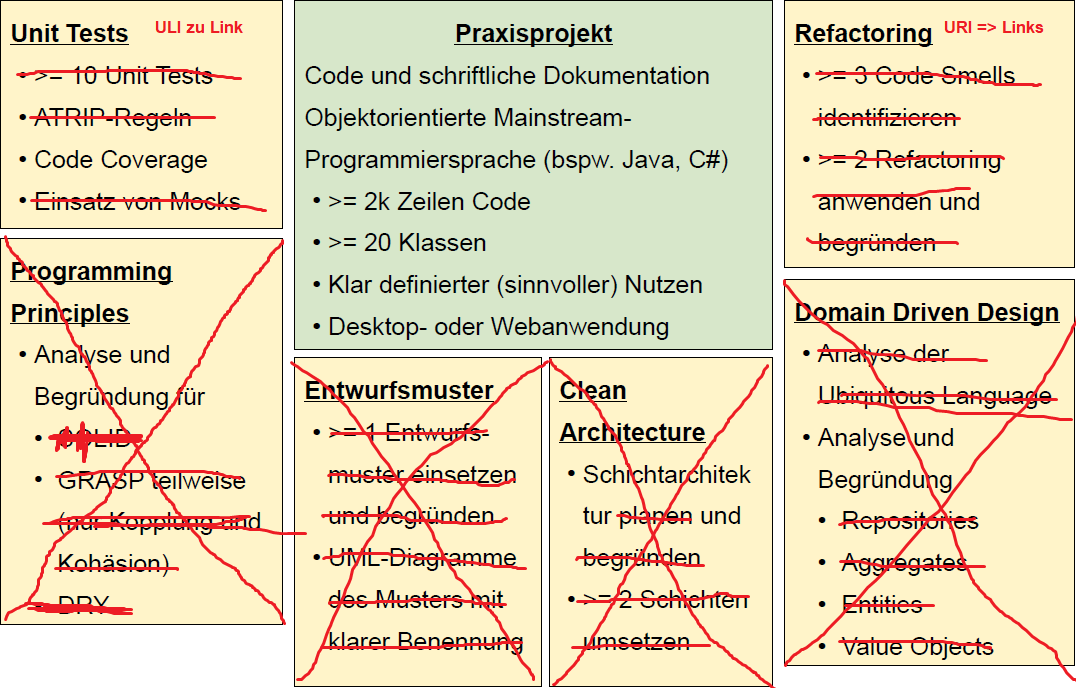 Unit Tests ULI zu Link
• >= 10 Unit Tests
• ATRIP-Regeln
• Code Coverage
• Einsatz von Mocks
Programming
Principles
• Analyse und
Begründung für
• SOLID
• GRASP teilweise
(nur Kopplung und
Kohäsion)
• DRY
Praxisprojekt
Code und schriftliche Dokumentation
Objektorientierte Mainstream-
Programmiersprache (bspw. Java, C#)
• >= 2k Zeilen Code
• >= 20 Klassen
• Klar definierter (sinnvoller) Nutzen
• Desktop- oder Webanwendung
Entwurfsmuster
• >= 1 Entwurfs-
muster einsetzen
und begründen
• UML-Diagramme
des Musters mit
klarer Benennung
Clean
Architecture
• Schichtarchitek
tur planen und
begründen
• >= 2 Schichten
umsetzen
Refactoring URI => Links
• >= 3 Code Smells
identifizieren
• >= 2 Refactoring
anwenden und
begründen
Domain Driven Design
• Analyse der
Ubiquitous Language
• Analyse und
Begründung
• Repositories
• Aggregates
• Entities
• Value Objects